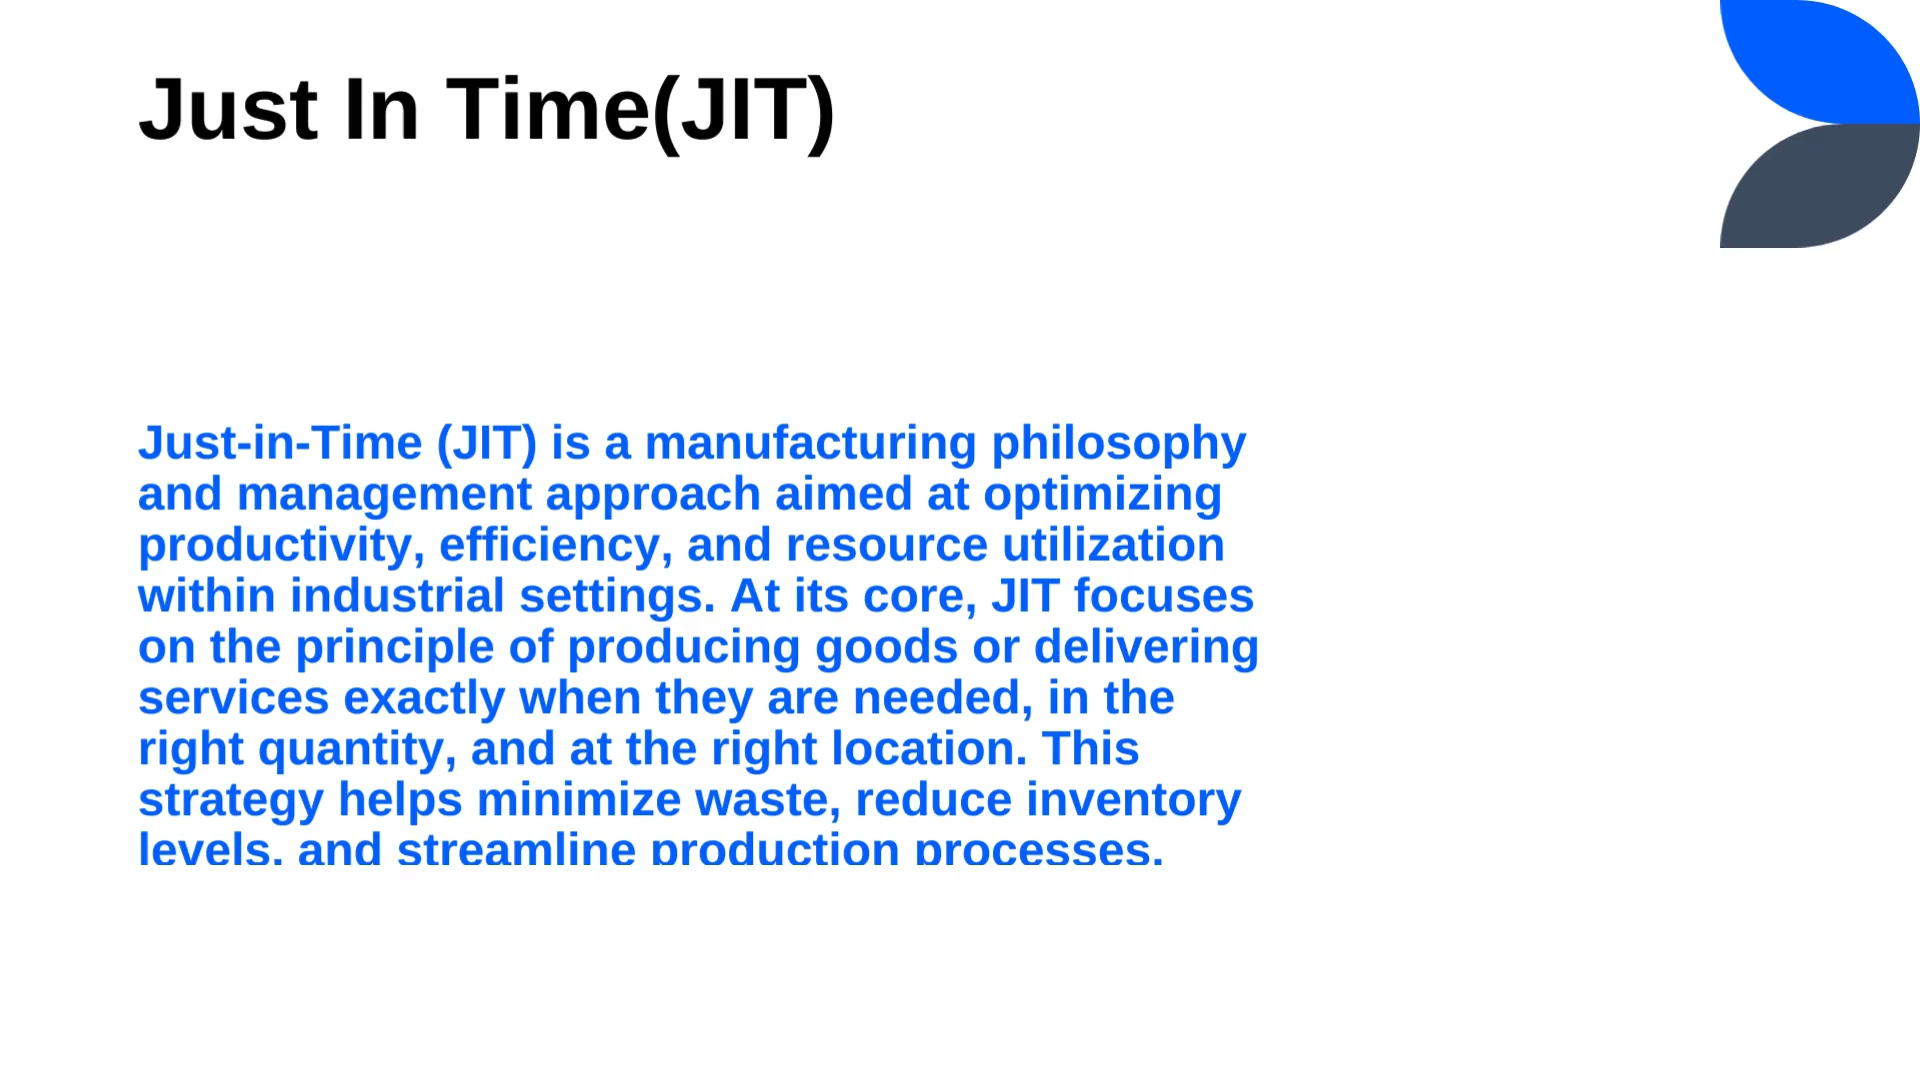 Just In Time(JIT)
Just-in-Time (JIT) is a manufacturing philosophy
and management approach aimed at optimizing
productivity, efficiency, and resource utilization
within industrial settings. At its core, JIT focuses
on the principle of producing goods or delivering
services exactly when they are needed, in the
right quantity, and at the right location. This
strategy helps minimize waste, reduce inventory
levels, and streamline production processes.